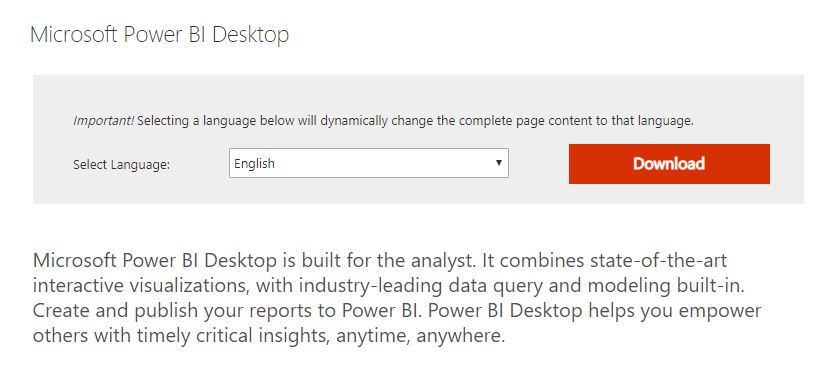 Microsoft Power BI Desktop
Important! Selecting a language below will dynamically change the complete page content to that language.
Select Language: English Download
Microsoft Power BI Desktop is built for the analyst. It combines state-of-the-art
interactive visualizations, with industry-leading data query and modeling built-in.
Create and publish your reports to Power BI. Power BI Desktop helps you empower
others with timely critical insights, anytime, anywhere.